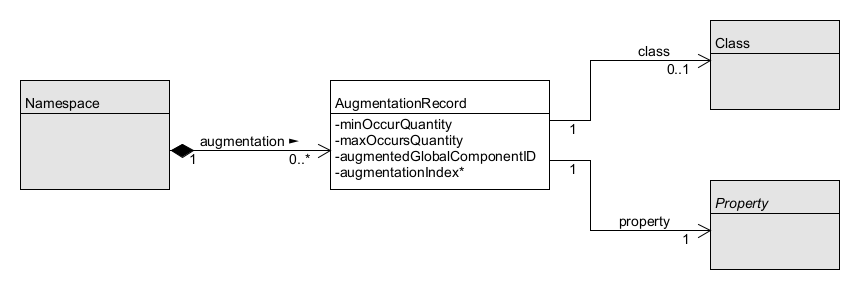 Namespace
augmentation ►
1
0..*
AugmentationRecord
-minOccurQuantity
-maxOccursQuantity
-augmentedGlobalComponentID
-augmentationIndex*
1
class
0..1
Class
1
property
1
Property